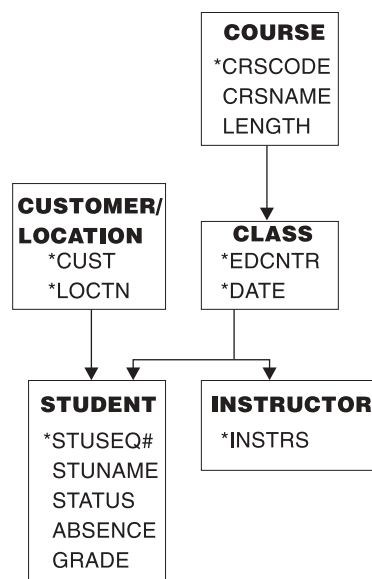 COURSE
*CRSCODE
CRSNAME
LENGTH
CUSTOMER/
LOCATION
*CUST
*LOCTN
CLASS
*EDCNTR
*DATE
STUDENT
*STUSEQ#
STUNAME
STATUS
ABSENCE
GRADE
INSTRUCTOR
*INSTRS